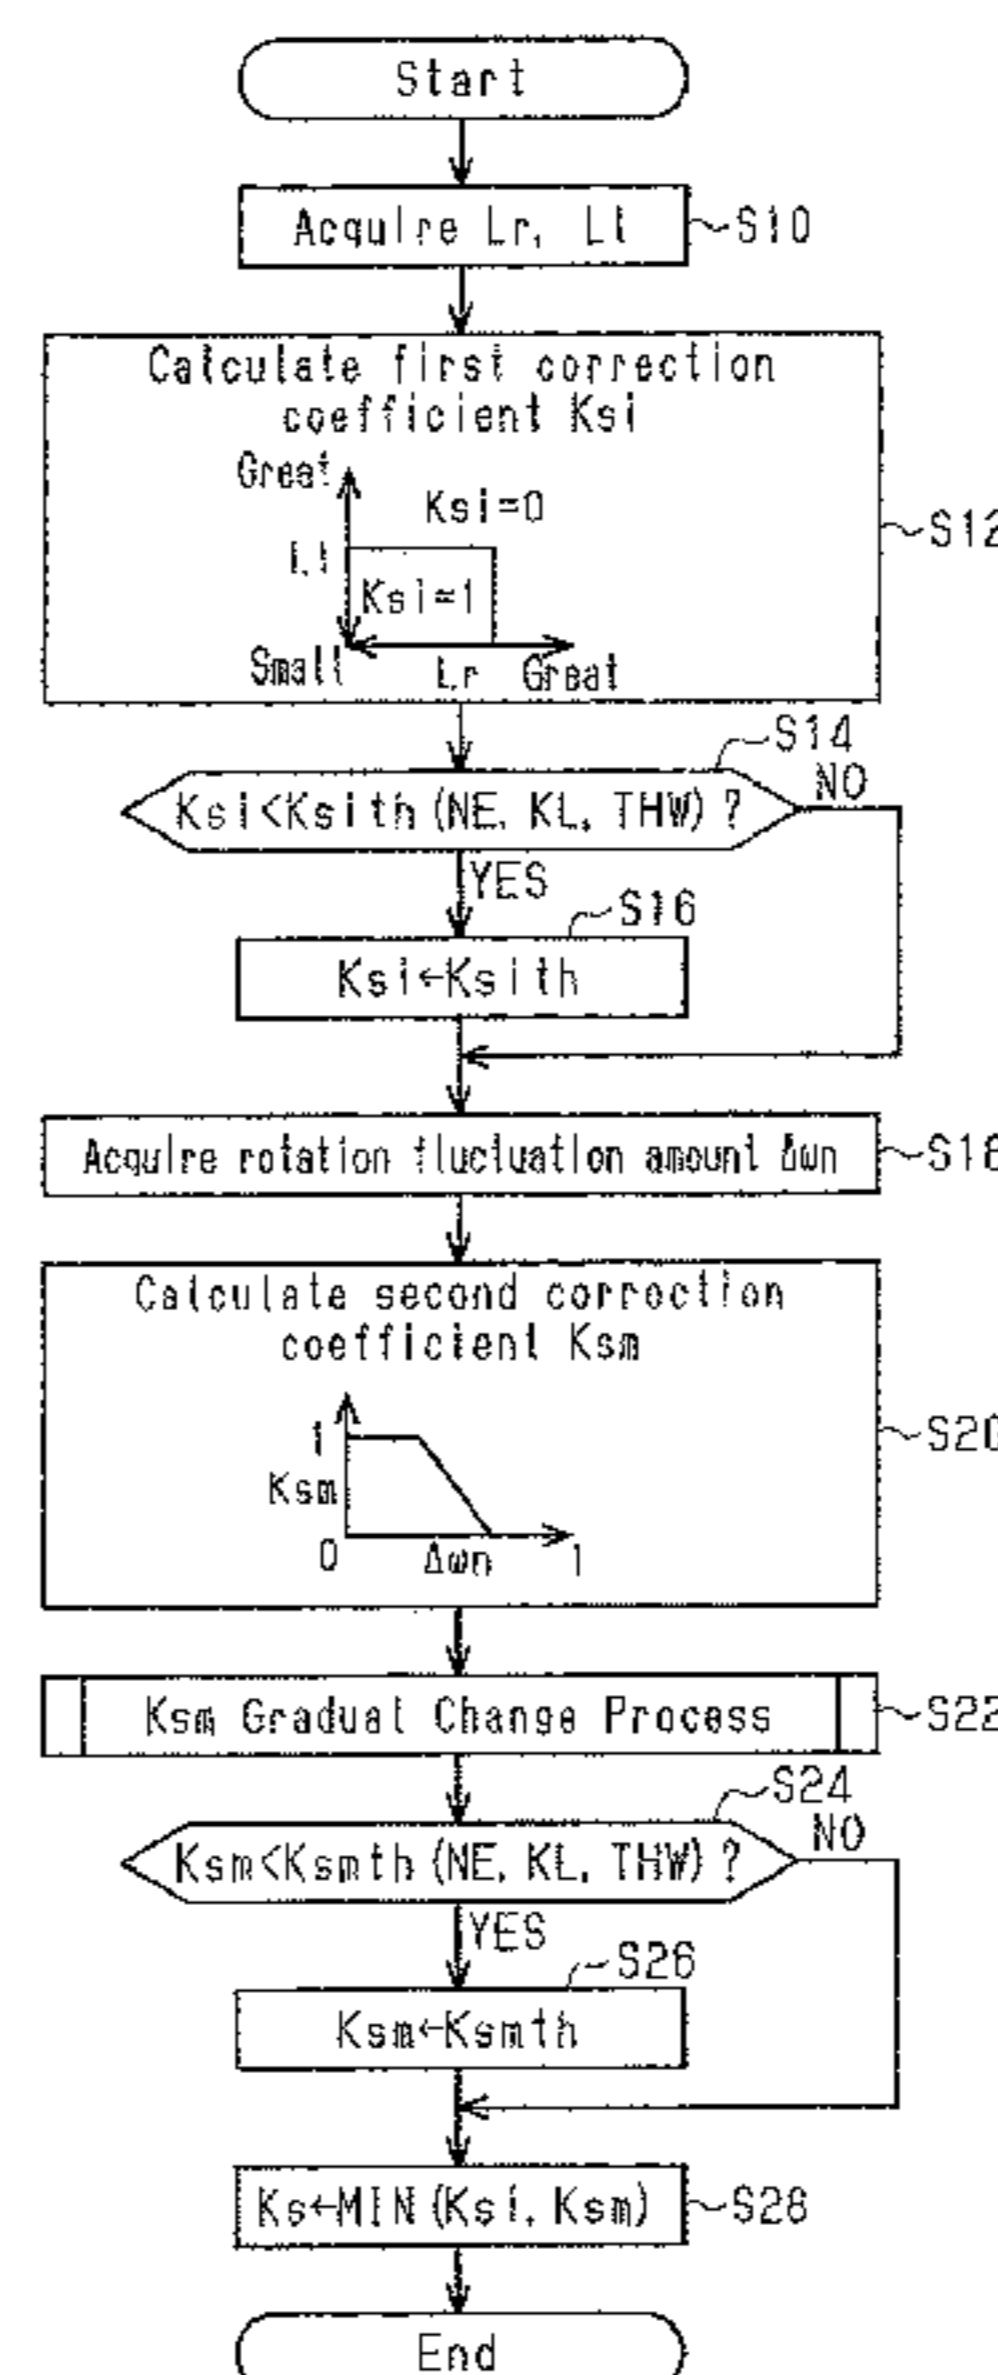 Start
Acquire Lr, Ll
S10
Calculate first correction
coefficient Ksi
Great
Ksi=0
Ll
Ksi=1
Small
Lr
Great
S12
S14
Ksi<Ksith (NE, KL, THW) ?
NO
YES
S16
Ksi←Ksith
Acquire rotation fluctuation amount Δωn
S18
Calculate second correction
coefficient Ksm
1
Ksm
0
Δωn
1
S20
Ksm Gradual Change Process
S22
S24
Ksm<Ksmth (NE, KL, THW) ?
NO
YES
S26
Ksm←Ksmth
Ks←MIN (Ksi, Ksm)
S28
End